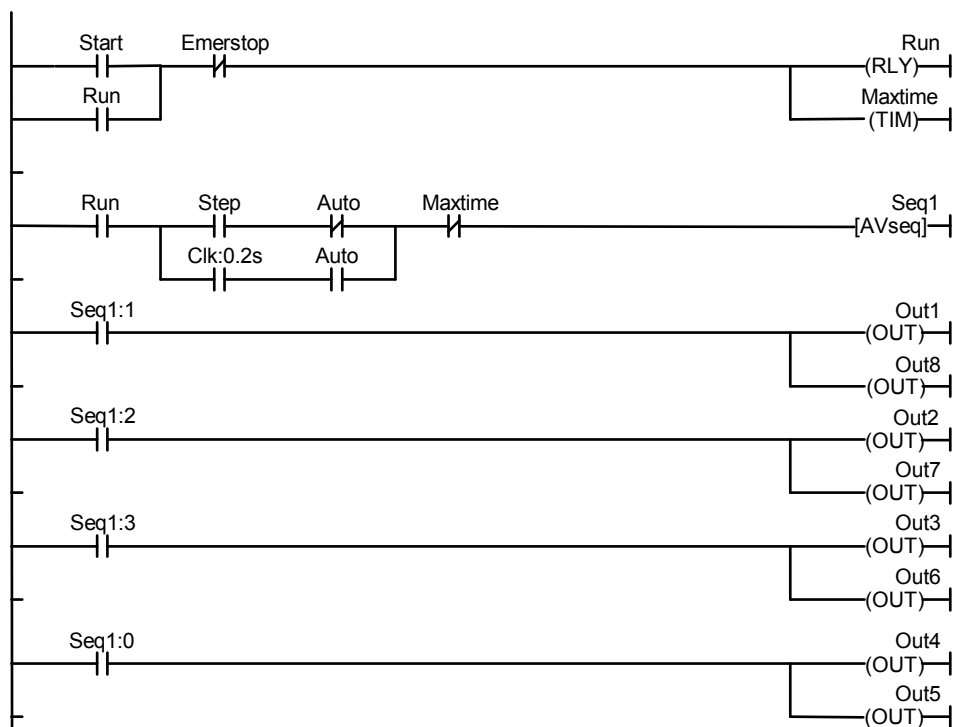 Start Emerstop Run
(RLY)
Run Maxtime
(TIM)
Run Step Auto Maxtime Seq1
[AVseq]
Clk:0.2s Auto
Seq1:1 Out1
(OUT)
Out8
(OUT)
Seq1:2 Out2
(OUT)
Out7
(OUT)
Seq1:3 Out3
(OUT)
Out6
(OUT)
Seq1:0 Out4
(OUT)
Out5
(OUT)